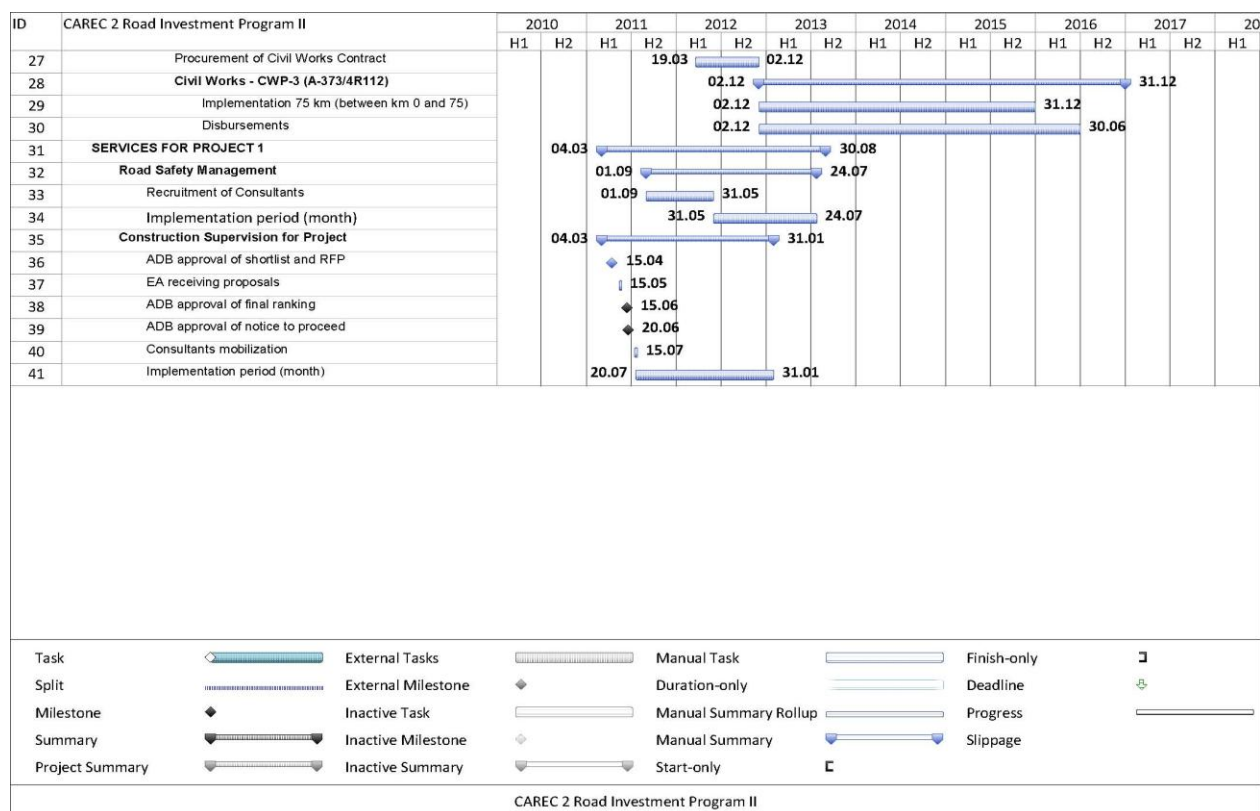 ID CAREC 2 Road Investment Program II 2010 2011 2012 2013 2014 2015 2016 2017 20
H1 H2 H1 H2 H1 H2 H1 H2 H1 H2 H1 H2 H1 H2 H1 H2 H1
27 Procurement of Civil Works Contract 19.03 02.12
28 Civil Works - CWP-3 (A-373/4R112) 02.12 31.12
29 Implementation 75 km (between km 0 and 75) 02.12 31.12
30 Disbursements 02.12 30.06
31 SERVICES FOR PROJECT 1 04.03 30.08
32 Road Safety Management 01.09 24.07
33 Recruitment of Consultants 01.09 31.05
34 Implementation period (month) 31.05 24.07
35 Construction Supervision for Project 04.03 31.01
36 ADB approval of shortlist and RFP 15.04
37 EA receiving proposals 15.05
38 ADB approval of final ranking 15.06
39 ADB approval of notice to proceed 20.06
40 Consultants mobilization 15.07
41 Implementation period (month) 20.07 31.01
Task External Tasks Manual Task Finish-only
Split External Milestone Duration-only Deadline
Milestone Inactive Task Manual Summary Rollup Progress
Summary Inactive Milestone Manual Summary Slippage
Project Summary Inactive Summary Start-only
CAREC 2 Road Investment Program II